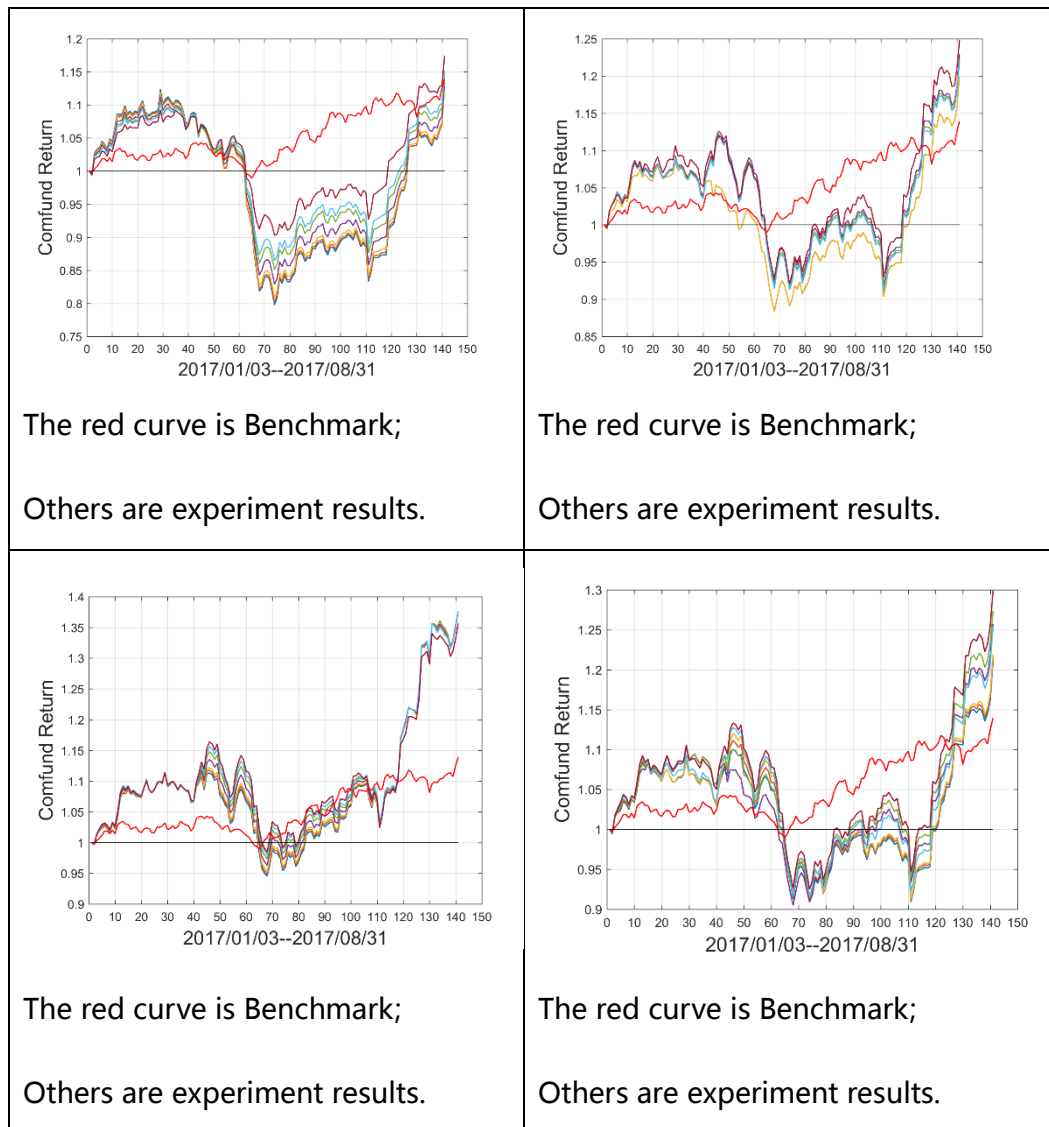 1.2
1.15
1.1
1.05
1
0.95
0.9
0.85
0.8
0.75
Comfund Return
0 10 20 30 40 50 60 70 80 90 100 110 120 130 140 150
2017/01/03--2017/08/31
The red curve is Benchmark;
Others are experiment results.
1.25
1.2
1.15
1.1
1.05
1
0.95
0.9
0.85
Comfund Return
0 10 20 30 40 50 60 70 80 90 100 110 120 130 140 150
2017/01/03--2017/08/31
The red curve is Benchmark;
Others are experiment results.
1.4
1.35
1.3
1.25
1.2
1.15
1.1
1.05
1
0.95
0.9
Comfund Return
0 10 20 30 40 50 60 70 80 90 100 110 120 130 140 150
2017/01/03--2017/08/31
The red curve is Benchmark;
Others are experiment results.
1.3
1.2
1.1
1
0.9
Comfund Return
0 10 20 30 40 50 60 70 80 90 100 110 120 130 140 150
2017/01/03--2017/08/31
The red curve is Benchmark;
Others are experiment results.